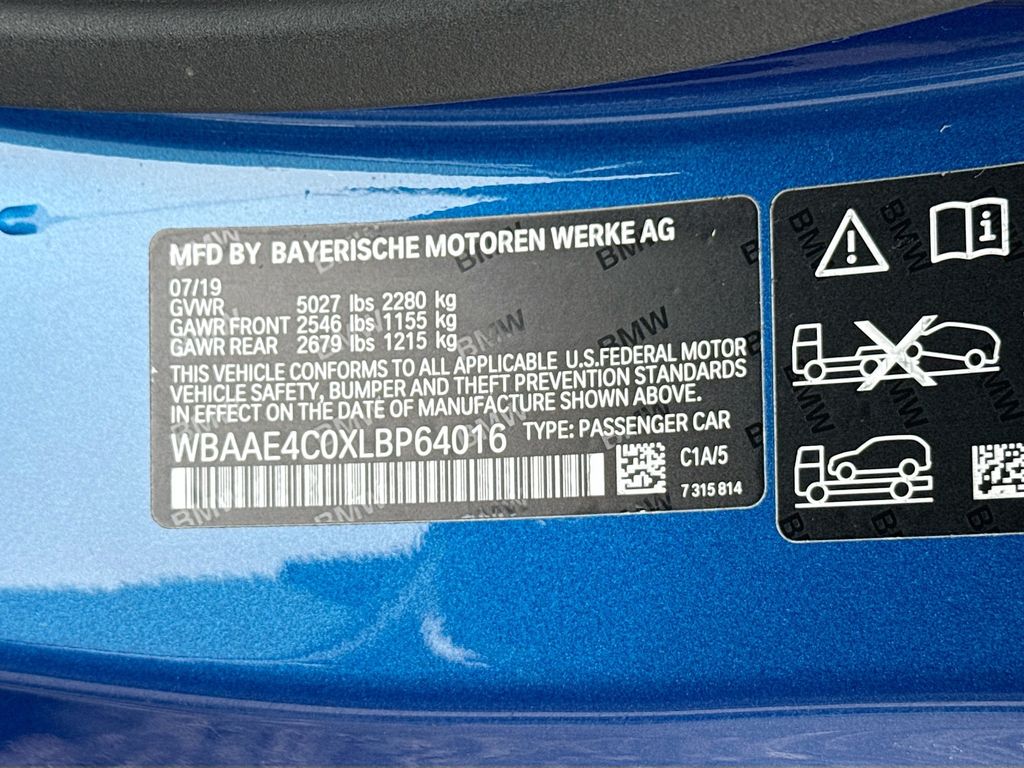 MFD BY BAYERISCHE MOTOREN WERKE AG
07/19
GVWR 5027 lbs 2280 kg
GAWR FRONT 2546 lbs 1155 kg
GAWR REAR 2679 lbs 1215 kg
THIS VEHICLE CONFORMS TO ALL APPLICABLE U.S.FEDERAL MOTOR
VEHICLE SAFETY, BUMPER AND THEFT PREVENTION STANDARDS
IN EFFECT ON THE DATE OF MANUFACTURE SHOWN ABOVE.
WBAAE4C0XLBP64016 TYPE: PASSENGER CAR
C1A/5
7 315 814